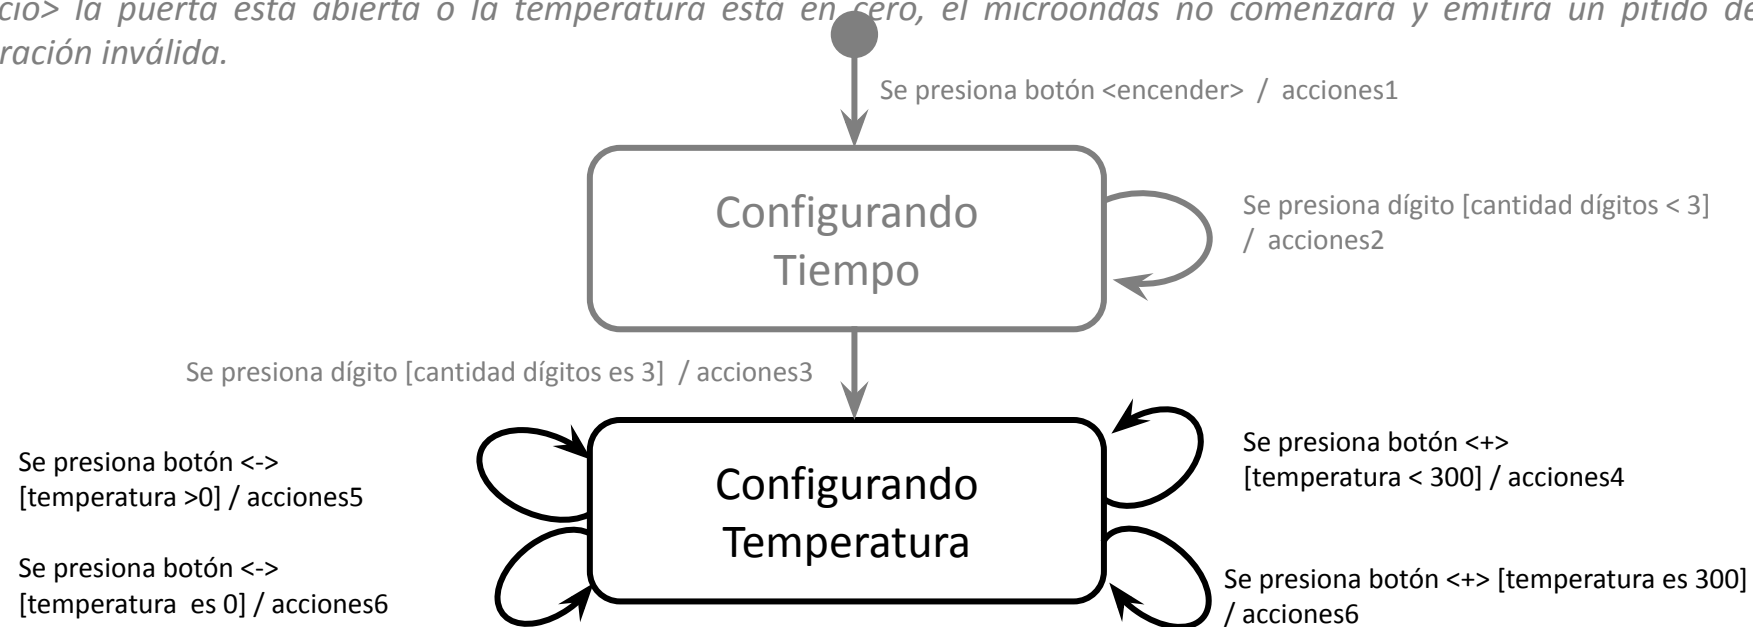 cio> la puerta está abierta o la temperatura está en cero, el microondas no comenzará y emitirá un pitido de
ración inválida.
Se presiona botón <encender> / acciones1
Configurando
Tiempo
Se presiona dígito [cantidad dígitos < 3]
/ acciones2
Se presiona dígito [cantidad dígitos es 3] / acciones3
Se presiona botón <->
[temperatura >0] / acciones5
Configurando
Temperatura
Se presiona botón <+>
[temperatura < 300] / acciones4
Se presiona botón <->
[temperatura es 0] / acciones6
Se presiona botón <+> [temperatura es 300]
/ acciones6